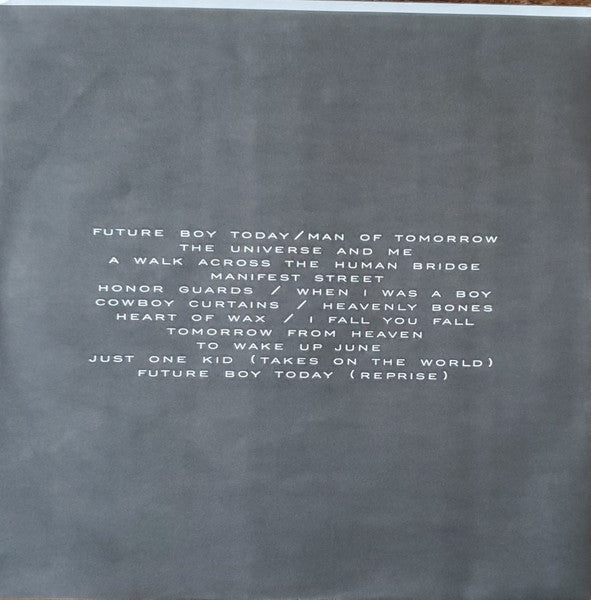 FUTURE BOY TODAY/MAN OF TOMORROW
THE UNIVERSE AND ME
A WALK ACROSS THE HUMAN BRIDGE
MANIFEST STREET
HONOR GUARDS / WHEN I WAS A BOY
COWBOY CURTAINS / HEAVENLY BONES
HEART OF WAX / I FALL YOU FALL
TOMORROW FROM HEAVEN
TO WAKE UP JUNE
JUST ONE KID (TAKES ON THE WORLD)
FUTURE BOY TODAY (REPRISE)